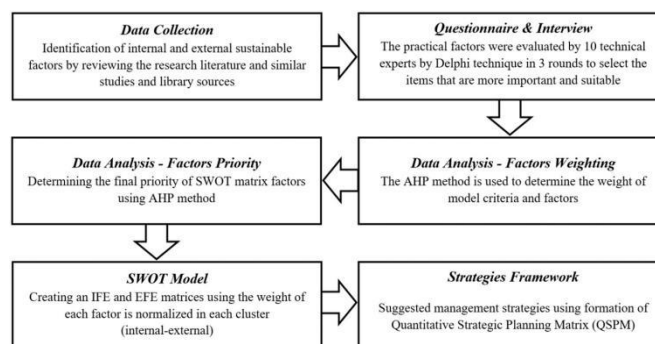 Data Collection
Identification of internal and external sustainable
factors by reviewing the research literature and similar
studies and library sources
Questionnaire & Interview
The practical factors were evaluated by 10 technical
experts by Delphi technique in 3 rounds to select the
items that are more important and suitable
Data Analysis - Factors Weighting
The AHP method is used to determine the weight of
model criteria and factors
Data Analysis - Factors Priority
Determining the final priority of SWOT matrix factors
using AHP method
SWOT Model
Creating an IFE and EFE matrices using the weight of
each factor is normalized in each cluster
(internal-external)
Strategies Framework
Suggested management strategies using formation of
Quantitative Strategic Planning Matrix (QSPM)